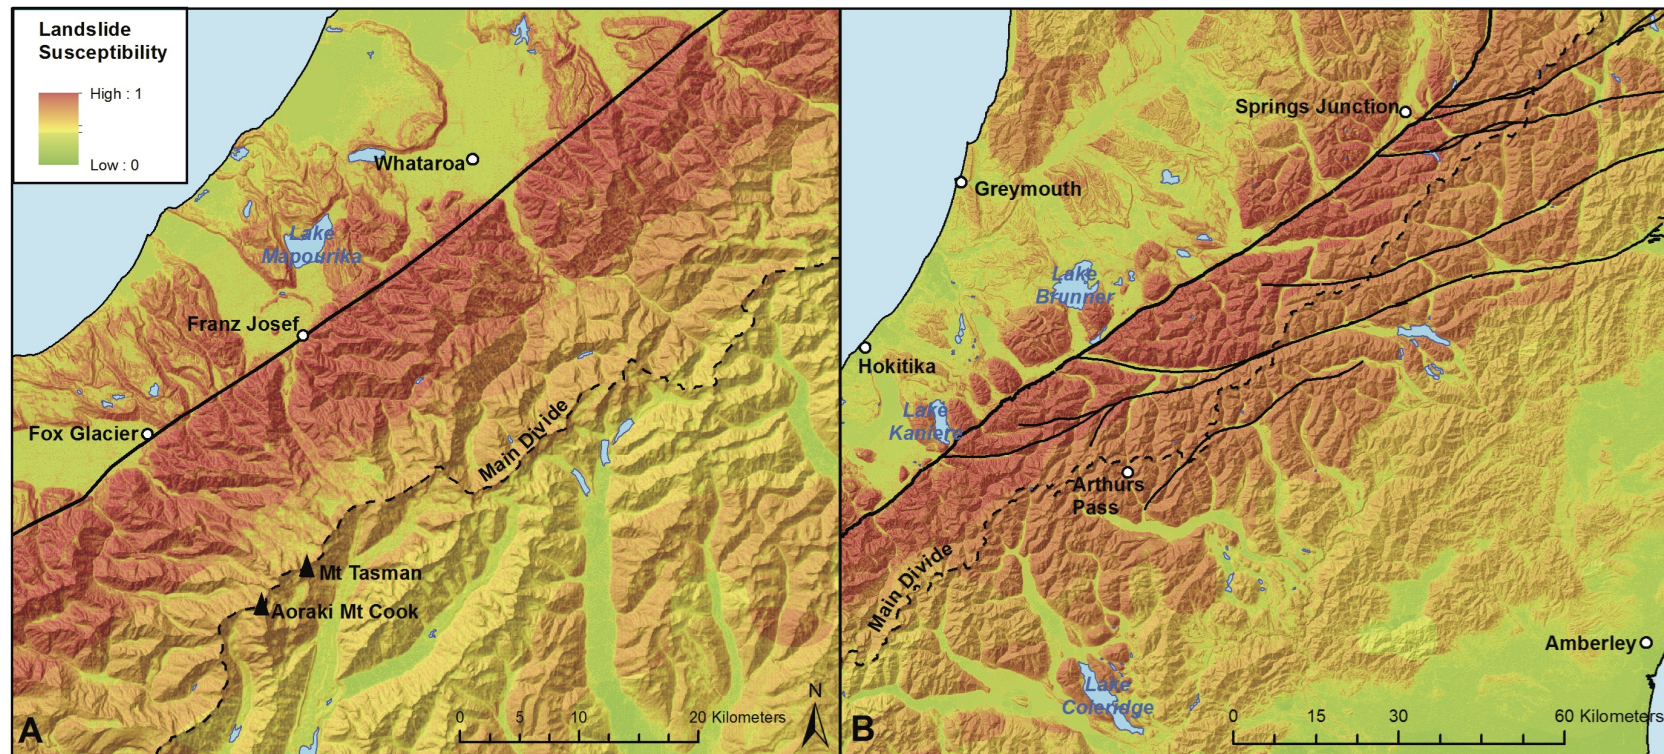 Landslide
Susceptibility
High : 1
Low : 0
Whataroa
Lake
Mapourika
Franz Josef
Fox Glacier
Main Divide
Mt Tasman
Aoraki Mt Cook
A
0 5 10 20 Kilometers
N
Springs Junction
Greymouth
Lake
Brunner
Hokitika
Lake
Kaniere
Arthurs
Pass
Main Divide
Amberley
Lake
Coleridge
B
0 15 30 60 Kilometers